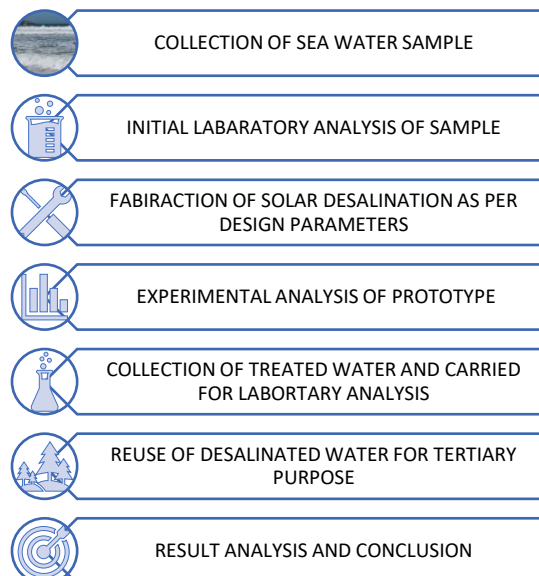 COLLECTION OF SEA WATER SAMPLE
INITIAL LABARATORY ANALYSIS OF SAMPLE
FABIRACTION OF SOLAR DESALINATION AS PER
DESIGN PARAMETERS
EXPERIMENTAL ANALYSIS OF PROTOTYPE
COLLECTION OF TREATED WATER AND CARRIED
FOR LABORTARY ANALYSIS
REUSE OF DESALINATED WATER FOR TERTIARY
PURPOSE
RESULT ANALYSIS AND CONCLUSION